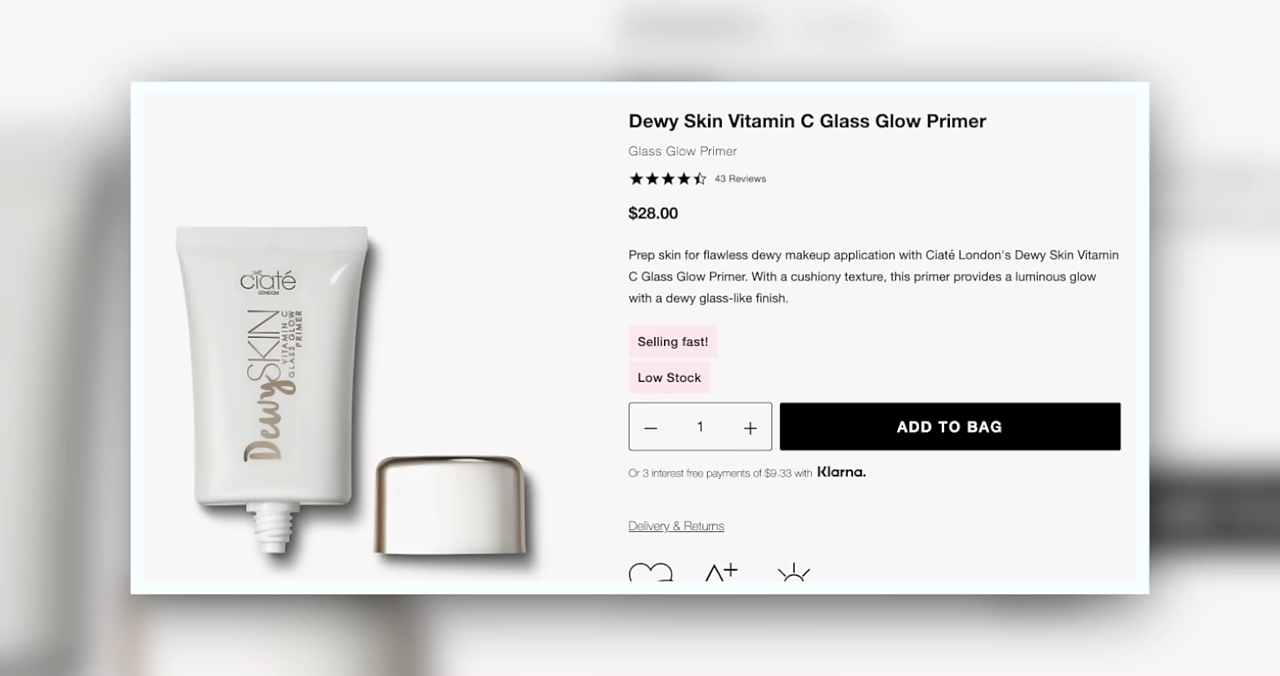 THE
ciaté
LONDON
DewySKIN
VITAMIN C
GLASS GLOW
PRIMER
Dewy Skin Vitamin C Glass Glow Primer
Glass Glow Primer
43 Reviews
$28.00
Prep skin for flawless dewy makeup application with Ciaté London's Dewy Skin Vitamin
C Glass Glow Primer. With a cushiony texture, this primer provides a luminous glow
with a dewy glass-like finish.
Selling fast!
Low Stock
— 1 +
ADD TO BAG
Or 3 interest free payments of $9.33 with Klarna.
Delivery & Returns